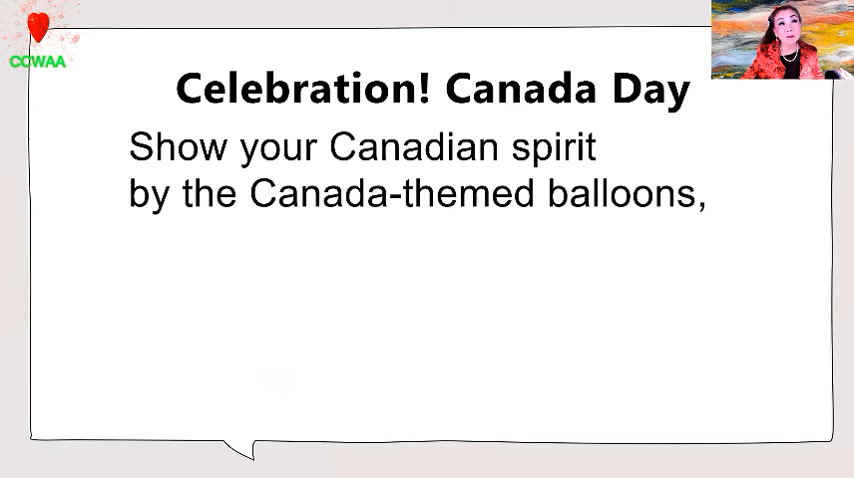 CCWAA
Celebration! Canada Day
Show your Canadian spirit
by the Canada-themed balloons,